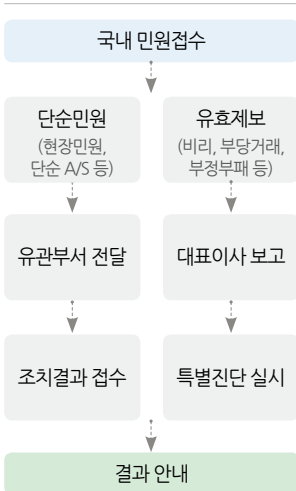 국내 민원접수
단순민원
(현장민원,
단순 A/S 등)
유효제보
(비리, 부당거래,
부정부패 등)
유관부서 전달
대표이사 보고
조치결과 접수
특별진단 실시
결과 안내